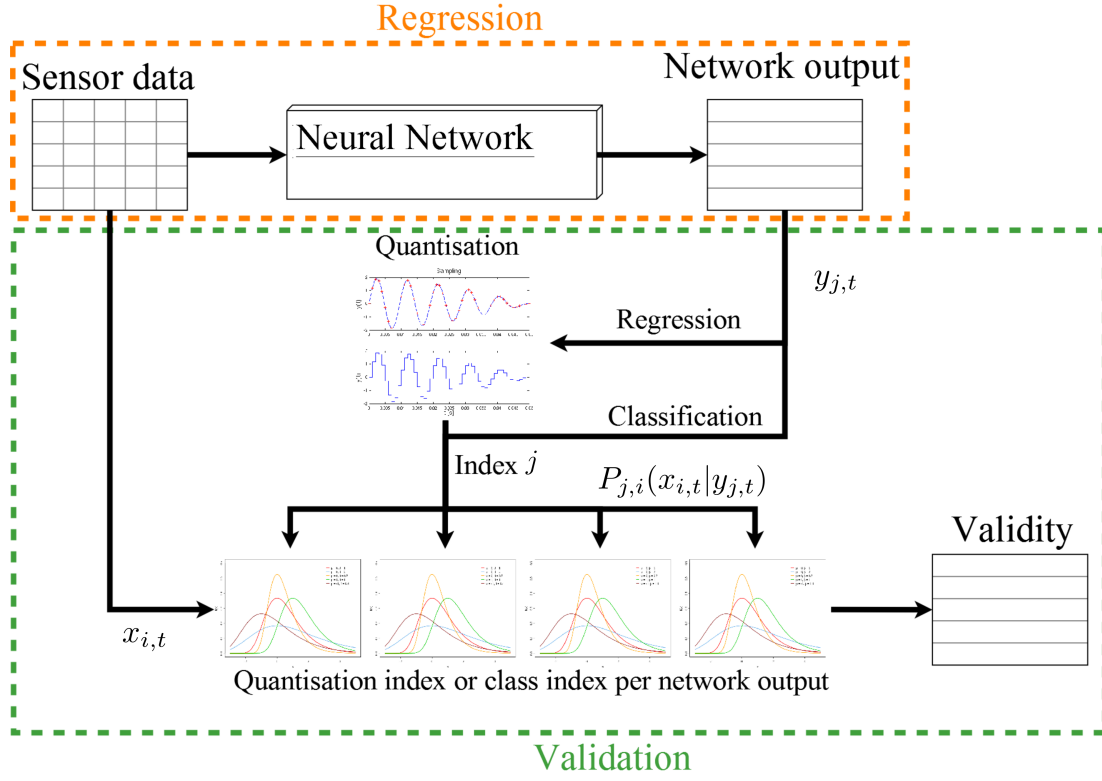 Regression
Sensor data
Network output
Neural Network
Quantisation
Sampling
y_{j,t}
Regression
Classification
Index j
P_{j,i}(x_{i,t}|y_{j,t})
Validity
x_{i,t}
Quantisation index or class index per network output
Validation